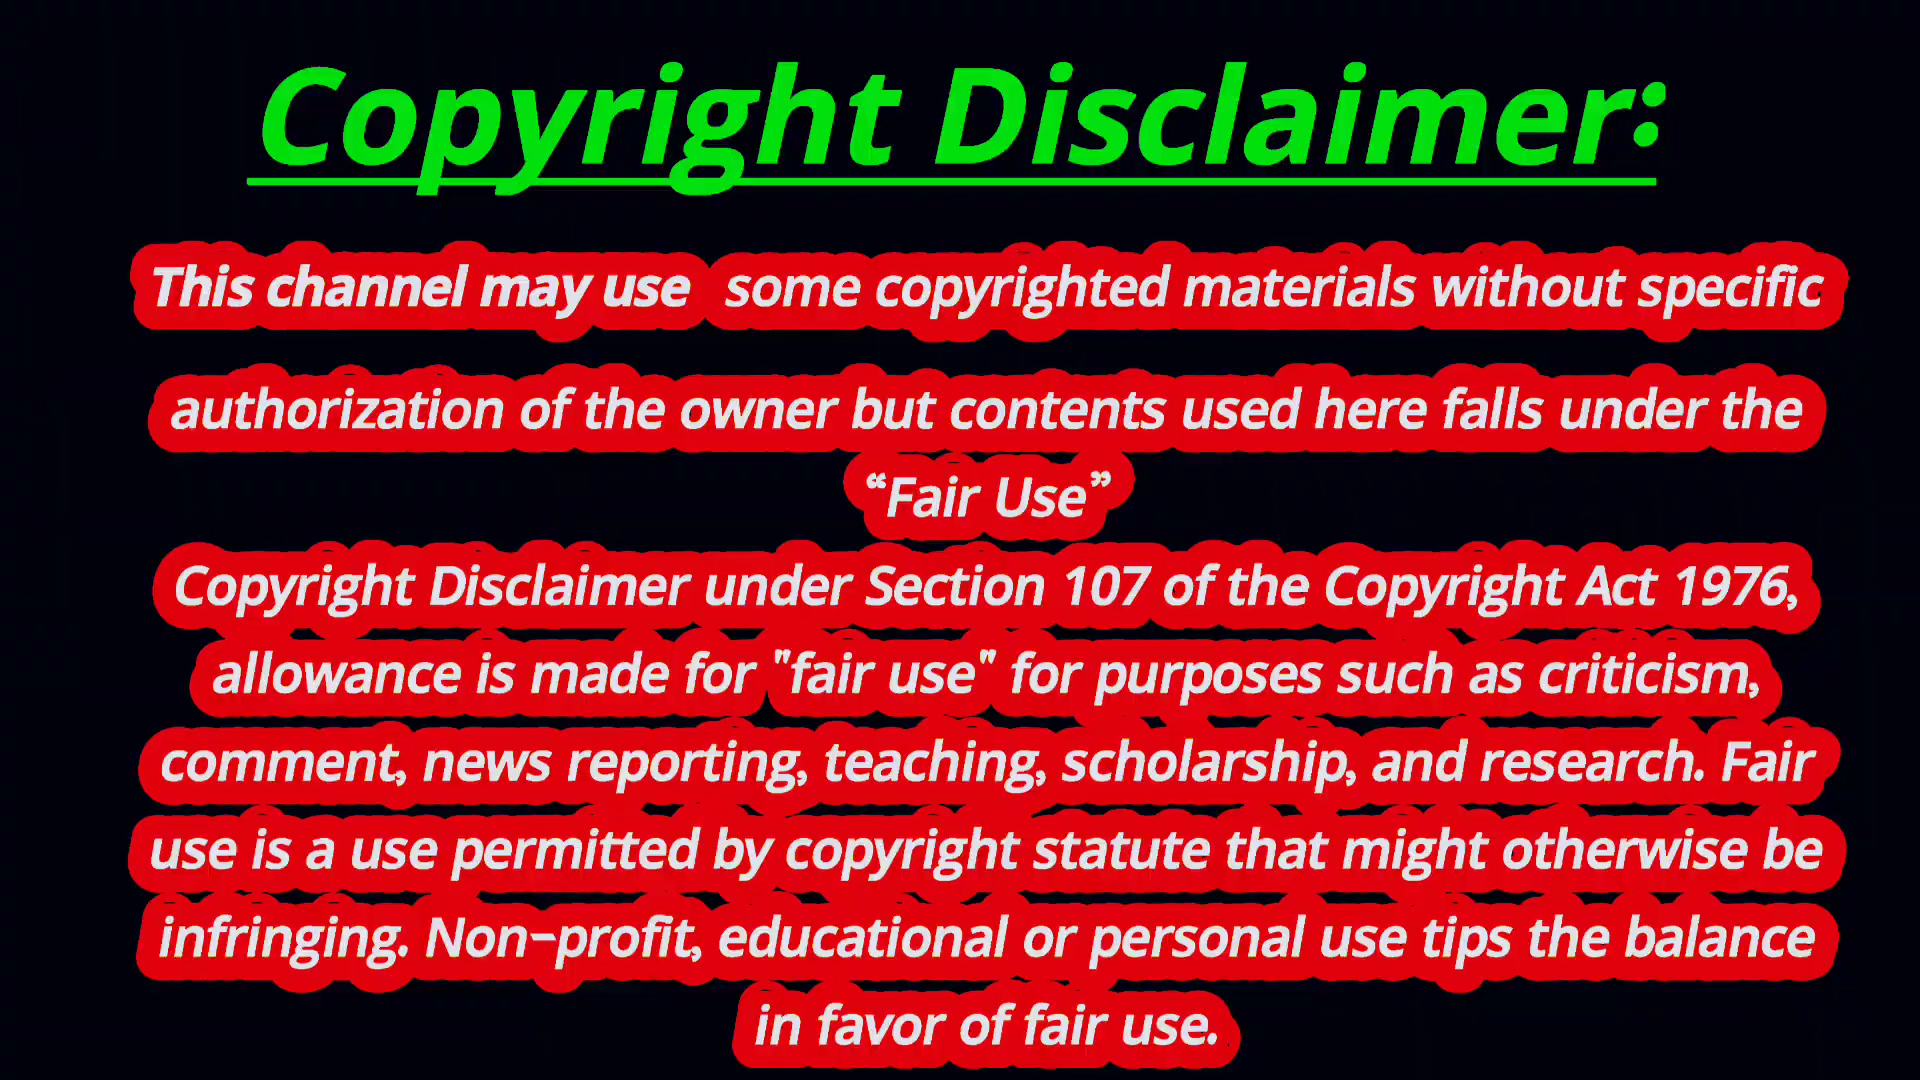 Copyright Disclaimer:
This channel may use some copyrighted materials without specific
authorization of the owner but contents used here falls under the
“Fair Use”
Copyright Disclaimer under Section 107 of the Copyright Act 1976,
allowance is made for "fair use" for purposes such as criticism,
comment, news reporting, teaching, scholarship, and research. Fair
use is a use permitted by copyright statute that might otherwise be
infringing. Non-profit, educational or personal use tips the balance
in favor of fair use.